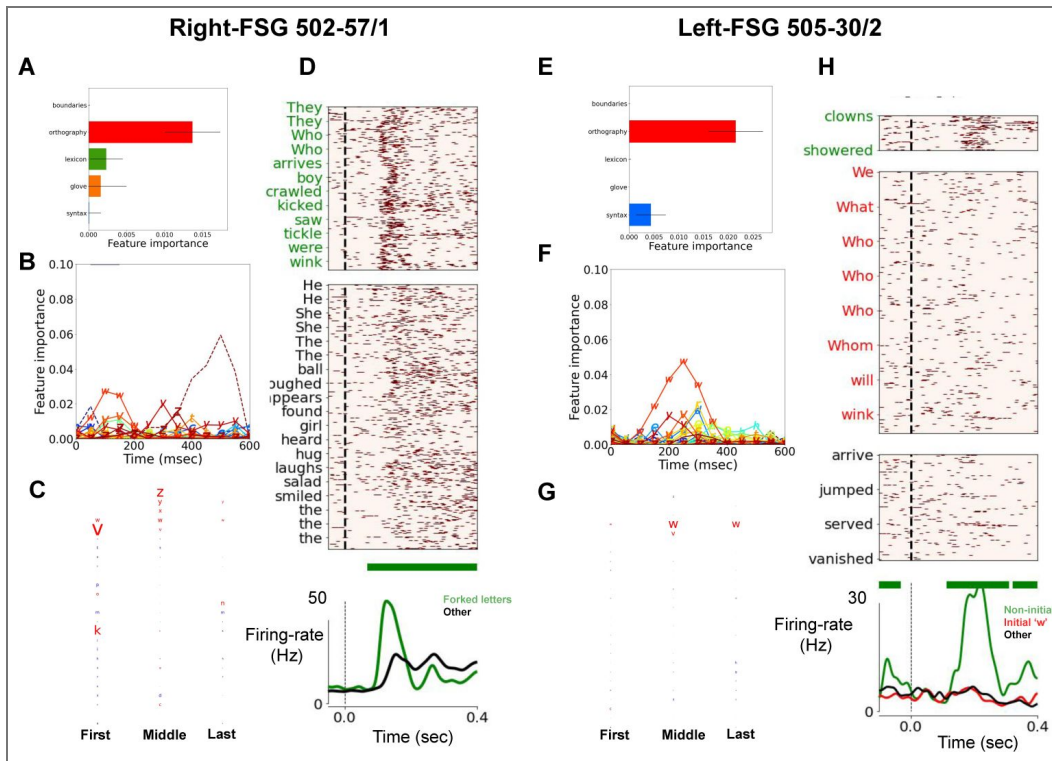 Right-FSG 502-57/1
Left-FSG 505-30/2
A
boundaries
orthography
lexicon
glove
syntax
0.000 0.005 0.010 0.015
Feature importance
B
Feature importance
0.10
0.08
0.06
0.04
0.02
0.00
0 200 400 600
Time (msec)
w w w
C
z
y
x
w
w
w
v
V
n
k
First Middle Last
D
They
They
Who
Who
arrives
boy
crawled
kicked
saw
tickle
were
wink
He
He
She
She
The
The
ball
oughed
appears
found
girl
heard
hug
laughs
salad
smiled
the
the
the
50
Firing-rate
(Hz)
0
Forked letters
Other
0.0 0.4
Time (sec)
E
boundaries
orthography
lexicon
glove
syntax
0.000 0.005 0.010 0.015 0.020 0.025
Feature importance
F
Feature importance
0.10
0.08
0.06
0.04
0.02
0.00
0 200 400 600
Time (msec)
w w w
G
w w
v
First Middle Last
H
clowns
showered
We
What
Who
Who
Who
Whom
will
wink
arrive
jumped
served
vanished
30
Firing-rate
(Hz)
0
Non-initia
Initial 'w'
Other
0.0 0.4
Time (sec)